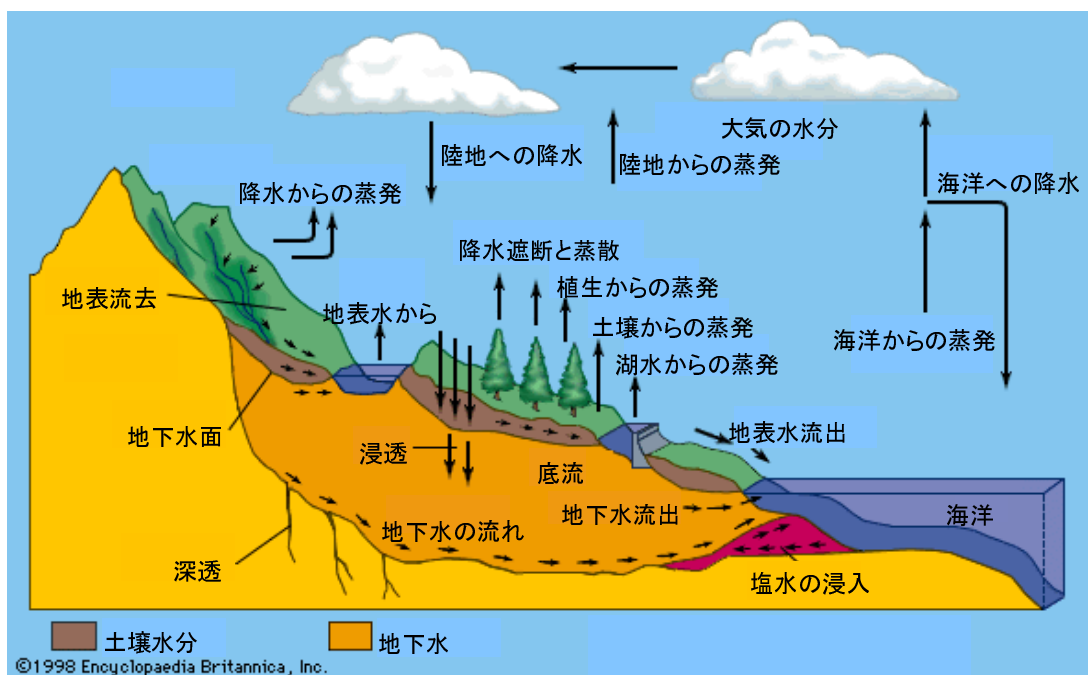 大気の水分
陸地への降水
陸地からの蒸発
海洋への降水
降水からの蒸発
降水遮断と蒸散
植生からの蒸発
地表流去
地表水から
土壌からの蒸発
海洋からの蒸発
湖水からの蒸発
地下水面
地表水流出
浸透
底流
地下水流出
海洋
地下水の流れ
深透
塩水の浸入
土壌水分
地下水
©1998 Encyclopaedia Britannica, Inc.